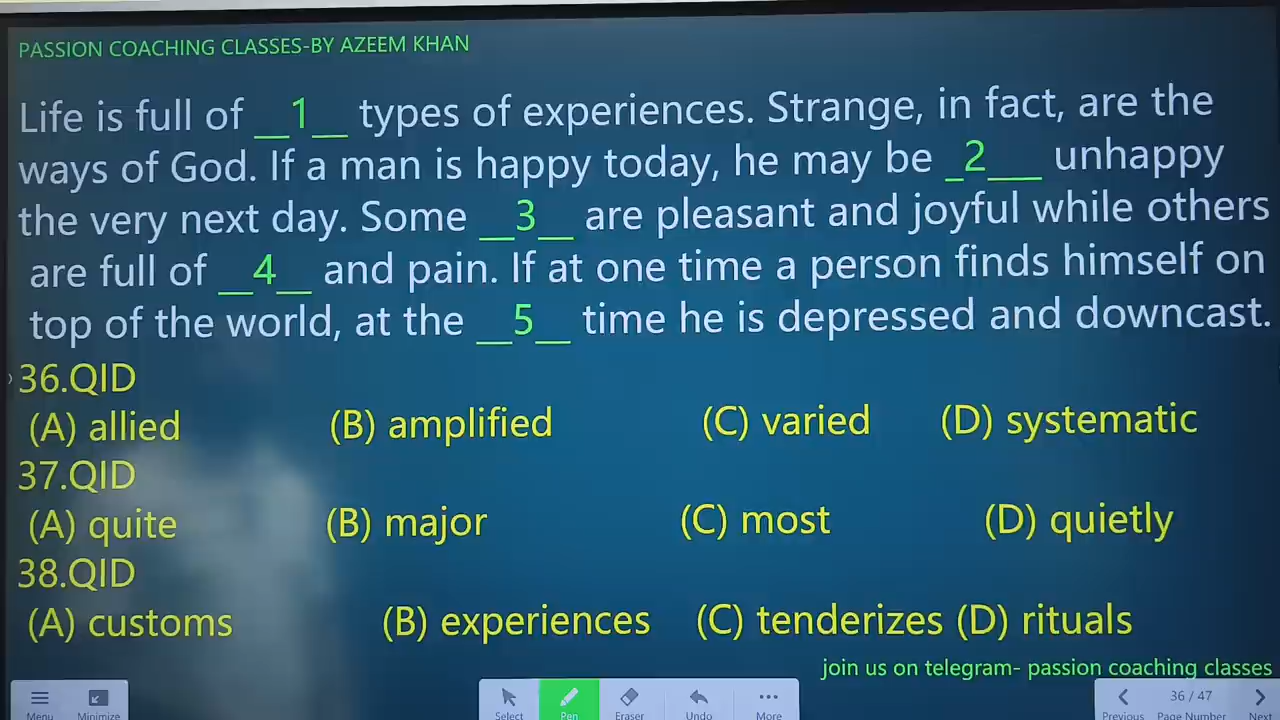 PASSION COACHING CLASSES-BY AZEEM KHAN
Life is full of __1__ types of experiences. Strange, in fact, are the
ways of God. If a man is happy today, he may be _2___ unhappy
the very next day. Some __3__ are pleasant and joyful while others
are full of __4__ and pain. If at one time a person finds himself on
top of the world, at the __5__ time he is depressed and downcast.
36.QID
(A) allied (B) amplified (C) varied (D) systematic
37.QID
(A) quite (B) major (C) most (D) quietly
38.QID
(A) customs (B) experiences (C) tenderizes (D) rituals
join us on telegram- passion coaching classes
Menu Minimize Select Pen Eraser Undo More Previous 36 / 47 Page Number Next